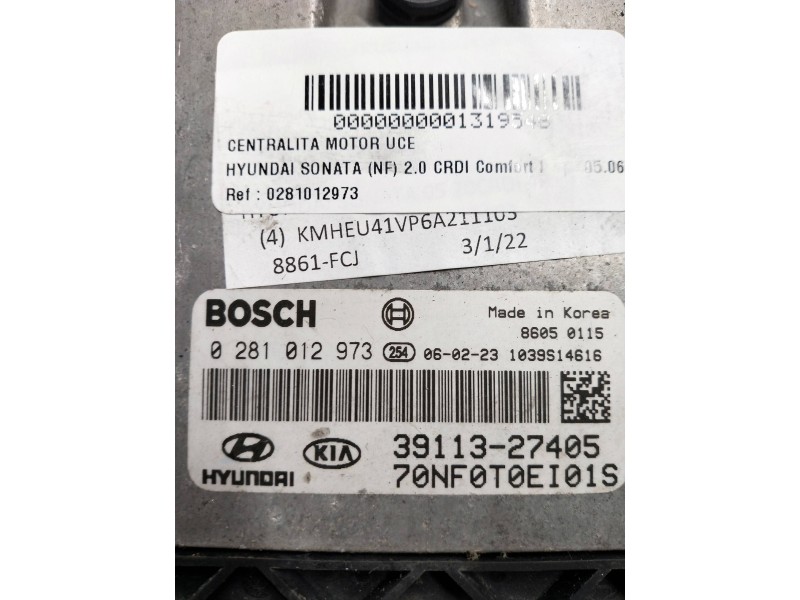 CENTRALITA MOTOR UCE
HYUNDAI SONATA (NF) 2.0 CRDI Comfort 05.06
Ref : 0281012973
(4) KMHEU41VP6A211105
8861-FCJ 3/1/22
BOSCH
Made in Korea
8605 0115
0 281 012 973 254 06-02-23 1039S14616
HYUNDAI KIA
39113-27405
70NF0T0EI01S